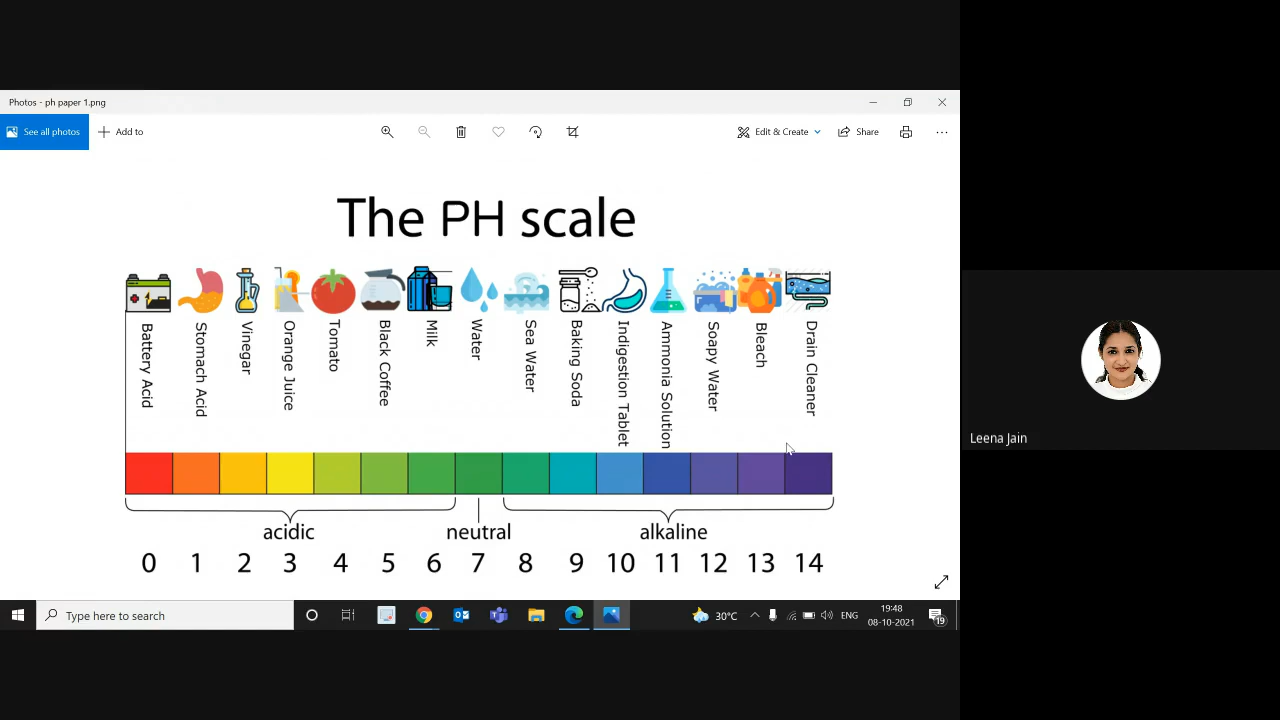 Photos - ph paper 1.png
See all photos
Add to
Edit & Create
Share
The PH scale
Battery Acid
Stomach Acid
Vinegar
Orange Juice
Tomato
Black Coffee
Milk
Water
Sea Water
Baking Soda
Indigestion Tablet
Ammonia Solution
Soapy Water
Bleach
Drain Cleaner
acidic neutral alkaline
0 1 2 3 4 5 6 7 8 9 10 11 12 13 14
Leena Jain
Type here to search
30°C
ENG
19:48
08-10-2021
19